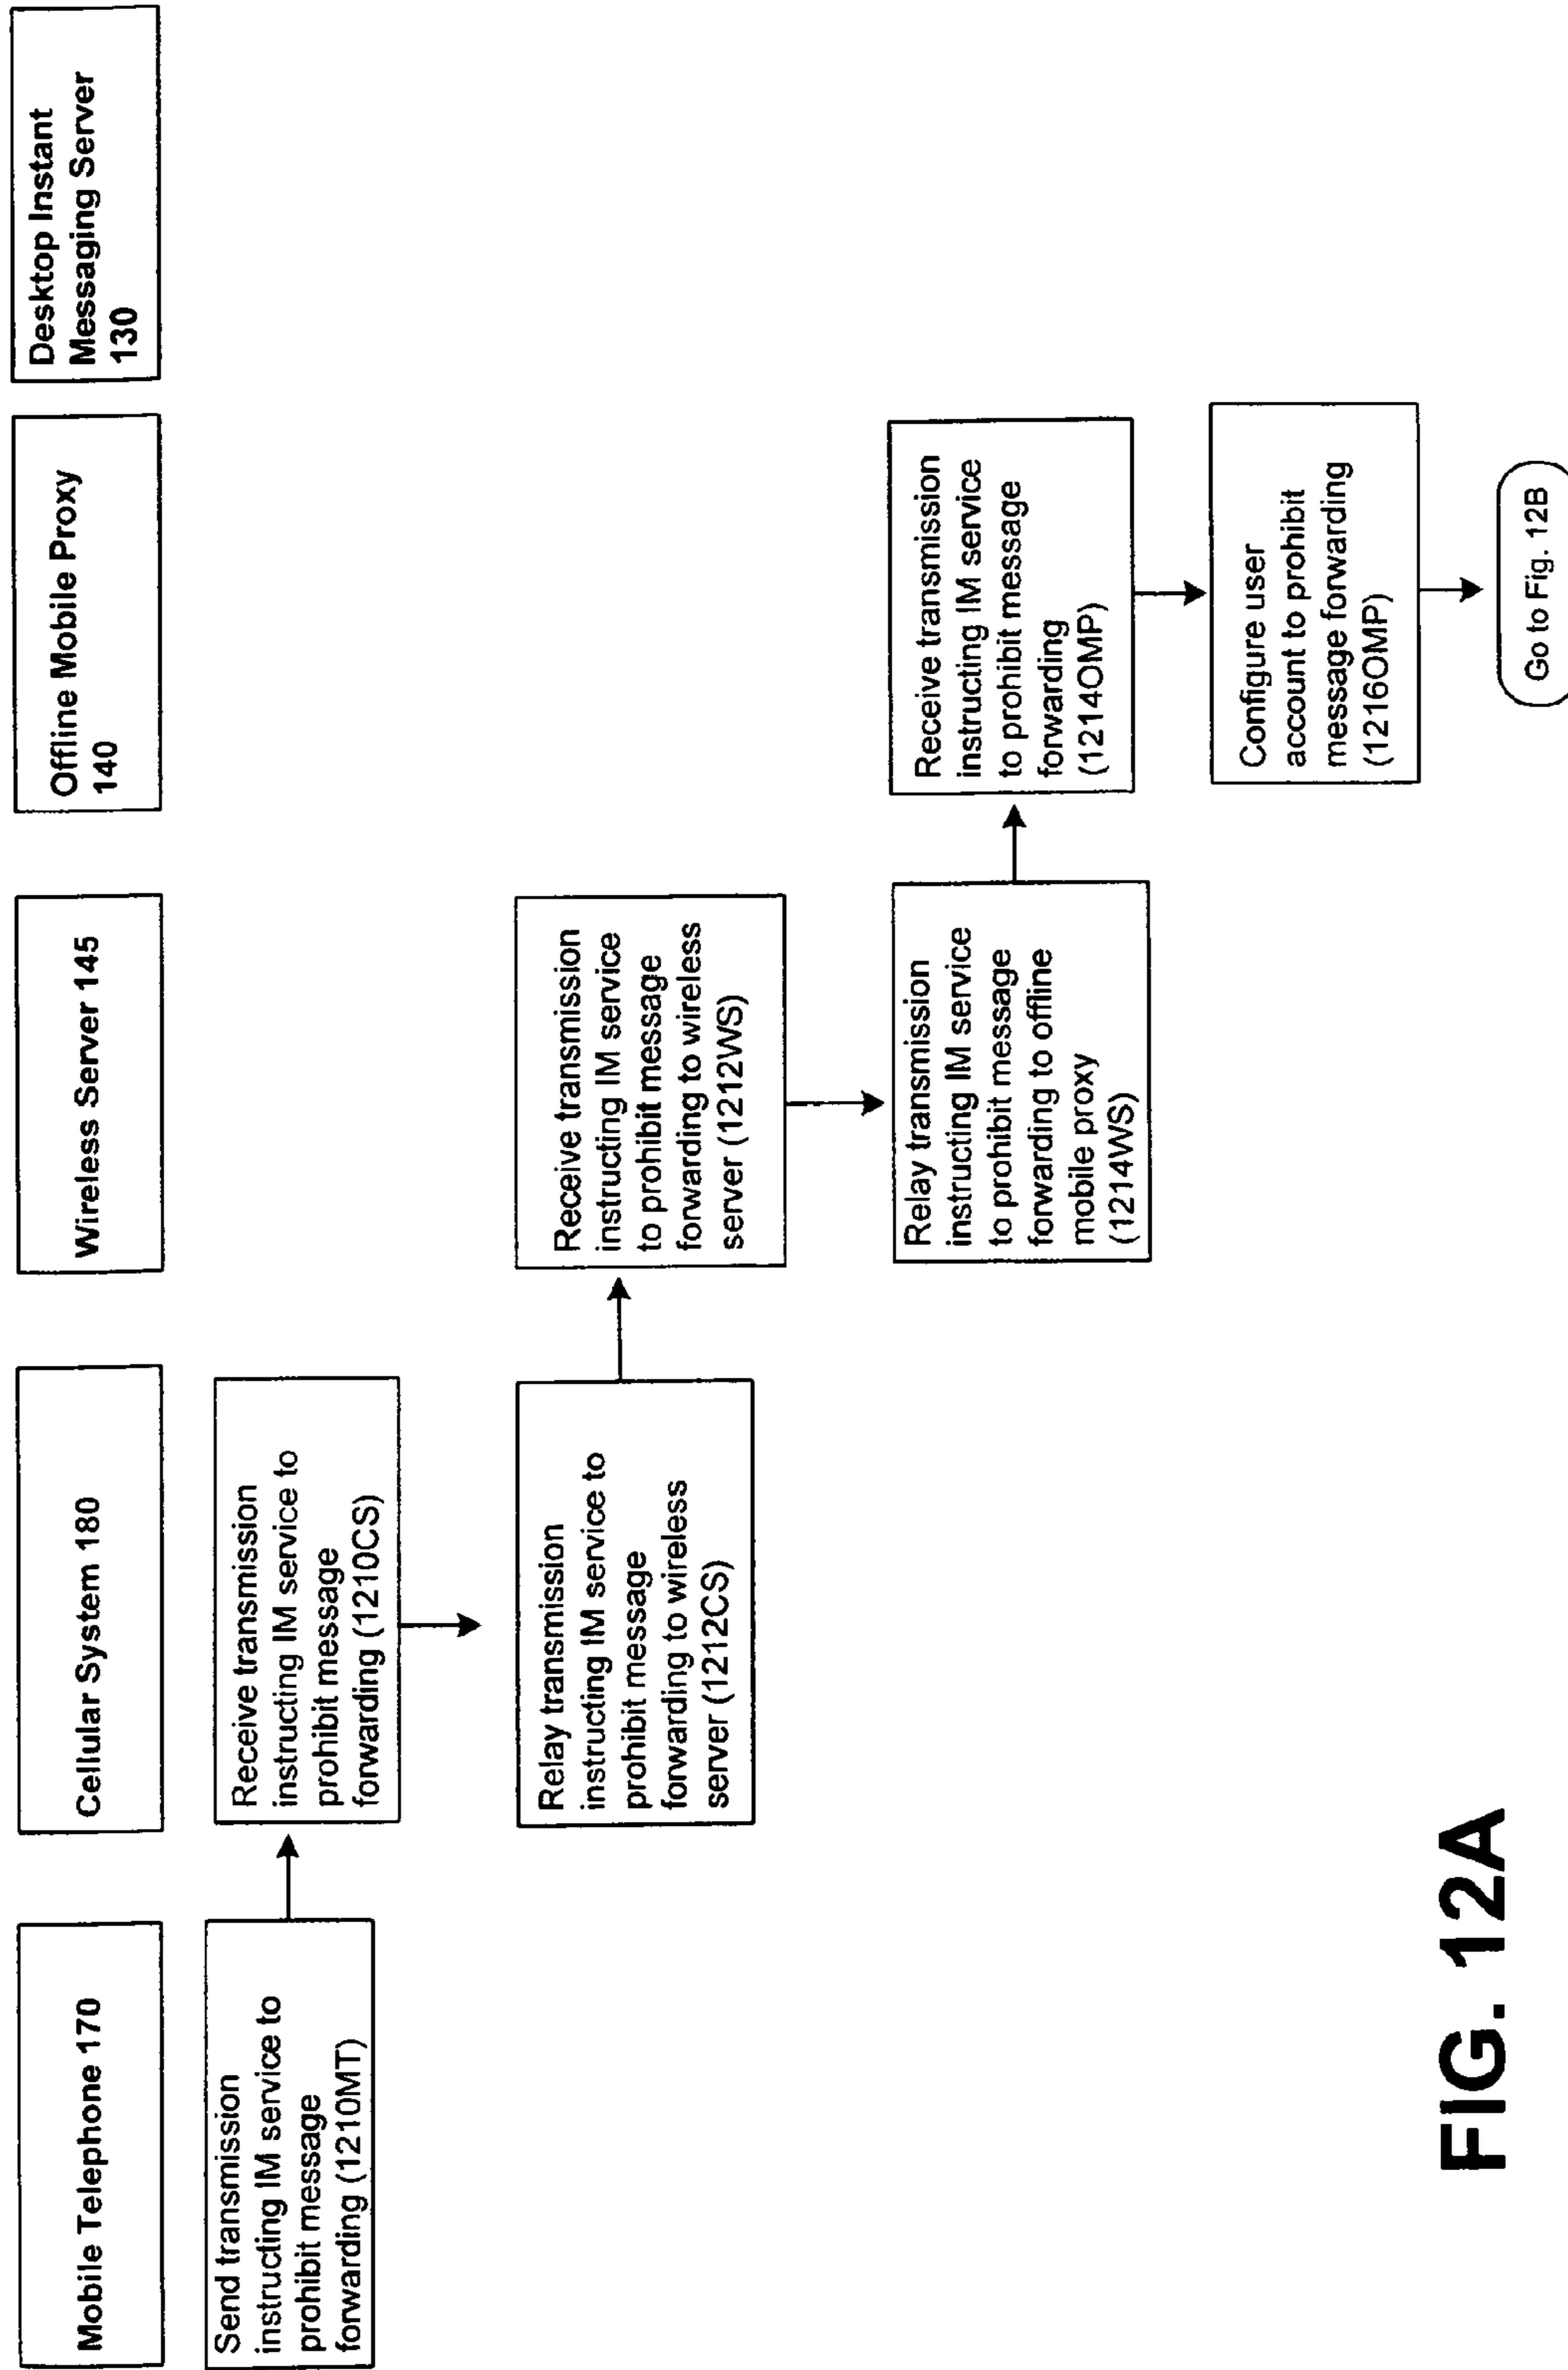 Mobile Telephone 170
Cellular System 180
Wireless Server 145
Offline Mobile Proxy
140
Desktop Instant
Messaging Server
130
Send transmission
instructing IM service to
prohibit message
forwarding (1210MT)
Receive transmission
instructing IM service to
prohibit message
forwarding (1210CS)
Relay transmission
instructing IM service to
prohibit message
forwarding to wireless
server (1212CS)
Receive transmission
instructing IM service
to prohibit message
forwarding to wireless
server (1212WS)
Relay transmission
instructing IM service
to prohibit message
forwarding to offline
mobile proxy
(1214WS)
Receive transmission
instructing IM service
to prohibit message
forwarding
(1214OMP)
Configure user
account to prohibit
message forwarding
(1216OMP)
Go to Fig. 12B
FIG. 12A